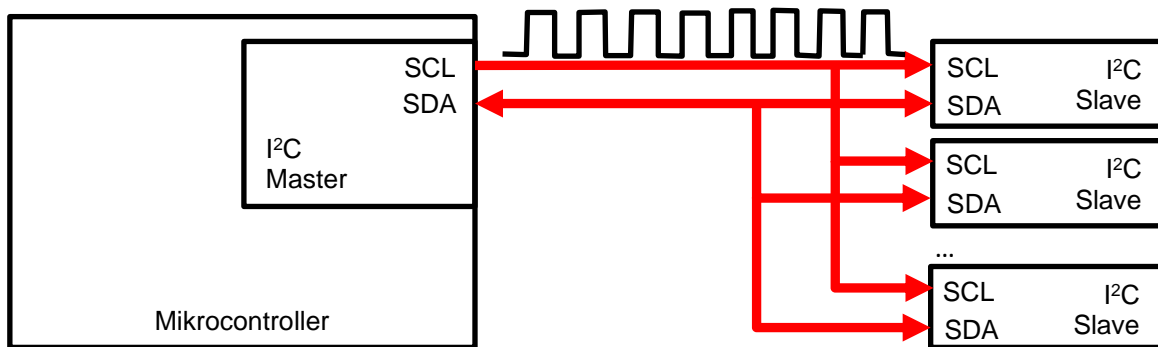 SCL
SDA
I²C
Master
Mikrocontroller
SCL I²C
SDA Slave
SCL I²C
SDA Slave
...
SCL I²C
SDA Slave